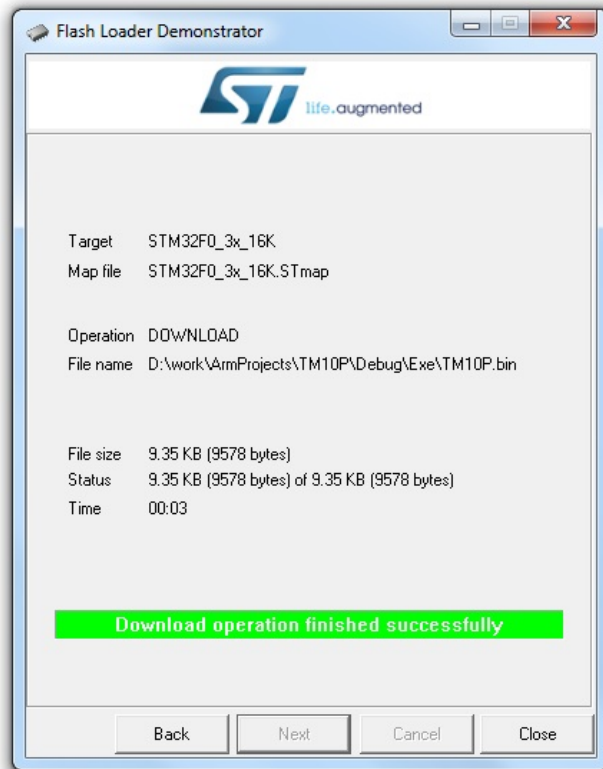 Flash Loader Demonstrator
ST life.augmented
Target STM32F0_3x_16K
Map file STM32F0_3x_16K.STmap
Operation DOWNLOAD
File name D:\work\ArmProjects\TM10P\Debug\Exe\TM10P.bin
File size 9.35 KB (9578 bytes)
Status 9.35 KB (9578 bytes) of 9.35 KB (9578 bytes)
Time 00:03
Download operation finished successfully
Back Next Cancel Close